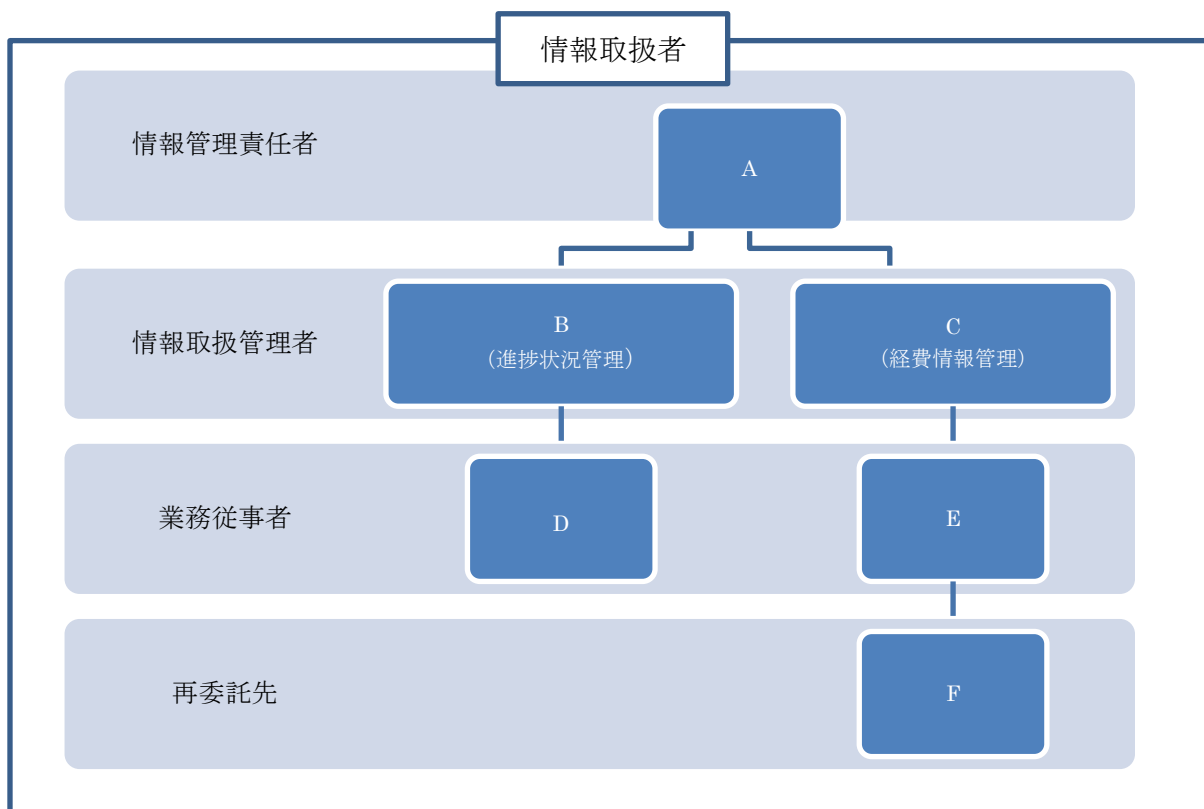 情報取扱者
情報管理責任者
A
情報取扱管理者
B
(進捗状況管理)
C
(経費情報管理)
業務従事者
D
E
再委託先
F